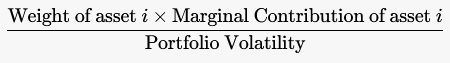 Weight of asset i × Marginal Contribution of asset i
Portfolio Volatility